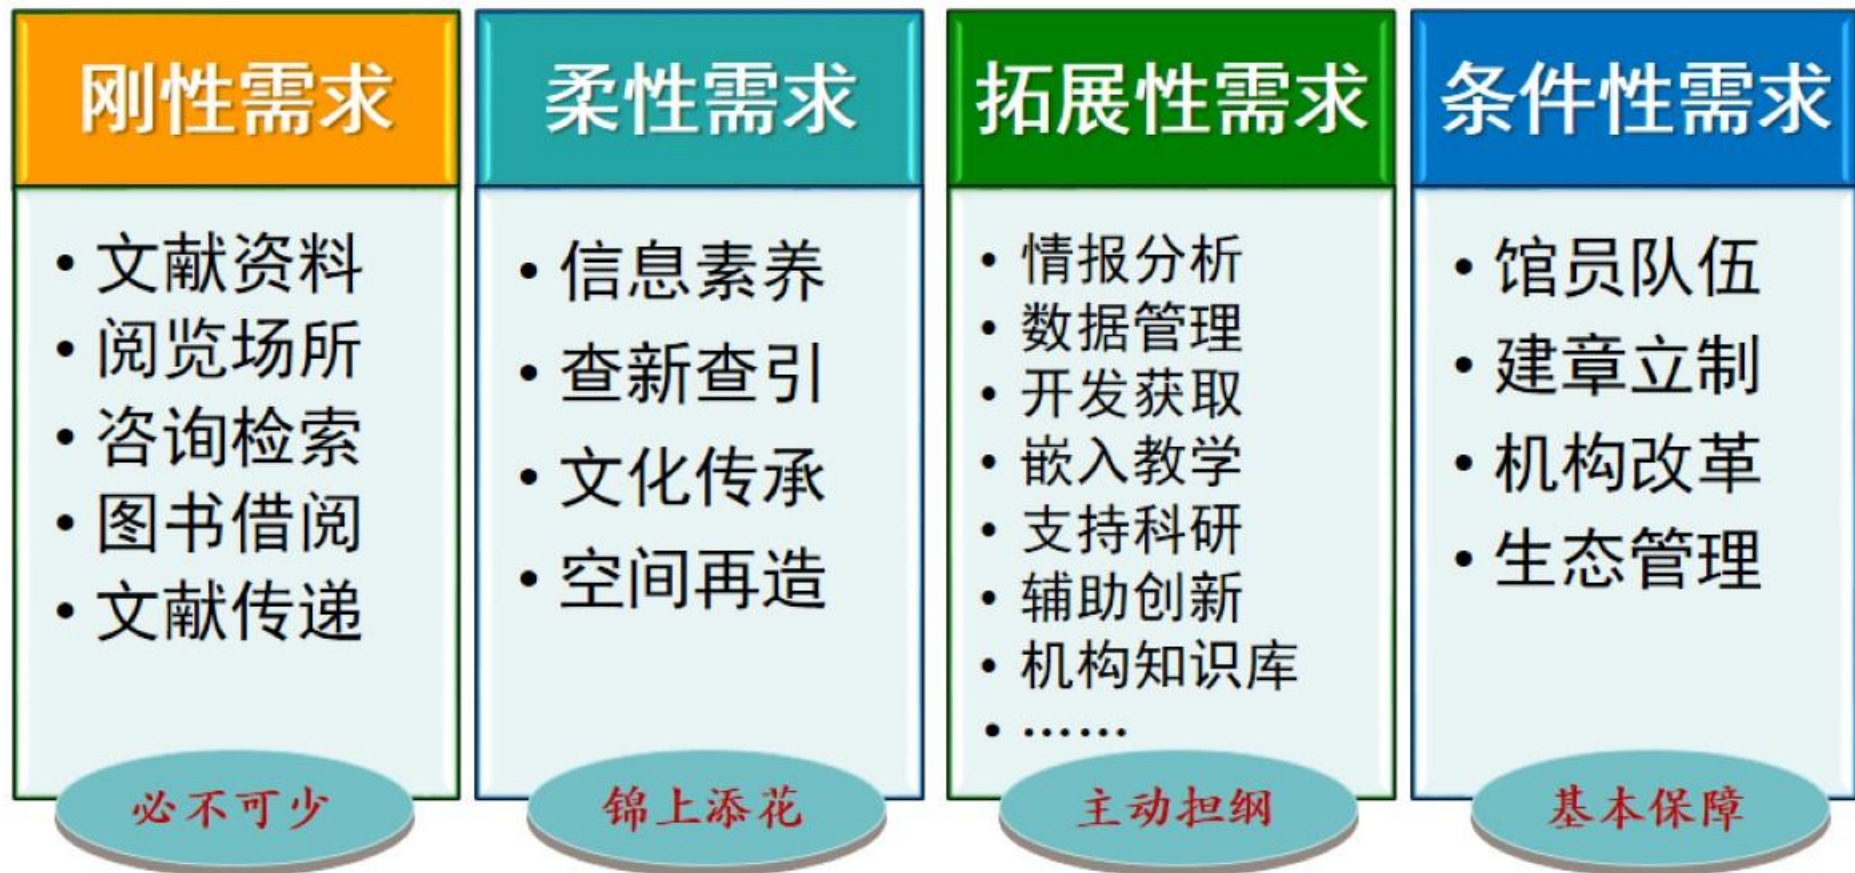 刚性需求
• 文献资料
• 阅览场所
• 咨询检索
• 图书借阅
• 文献传递
必不可少
柔性需求
• 信息素养
• 查新查引
• 文化传承
• 空间再造
锦上添花
拓展性需求
• 情报分析
• 数据管理
• 开发获取
• 嵌入教学
• 支持科研
• 辅助创新
• 机构知识库
• ……
主动担纲
条件性需求
• 馆员队伍
• 建章立制
• 机构改革
• 生态管理
基本保障